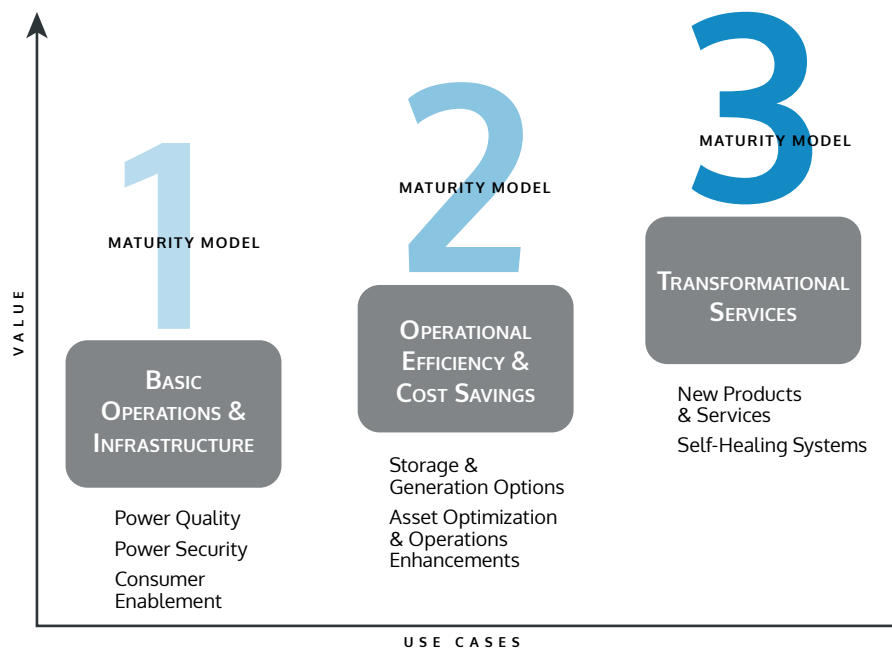 VALUE
1
MATURITY MODEL
BASIC
OPERATIONS &
INFRASTRUCTURE
Power Quality
Power Security
Consumer
Enablement
2
MATURITY MODEL
OPERATIONAL
EFFICIENCY &
COST SAVINGS
Storage &
Generation Options
Asset Optimization
& Operations
Enhancements
3
MATURITY MODEL
TRANSFORMATIONAL
SERVICES
New Products
& Services
Self-Healing Systems
USE CASES